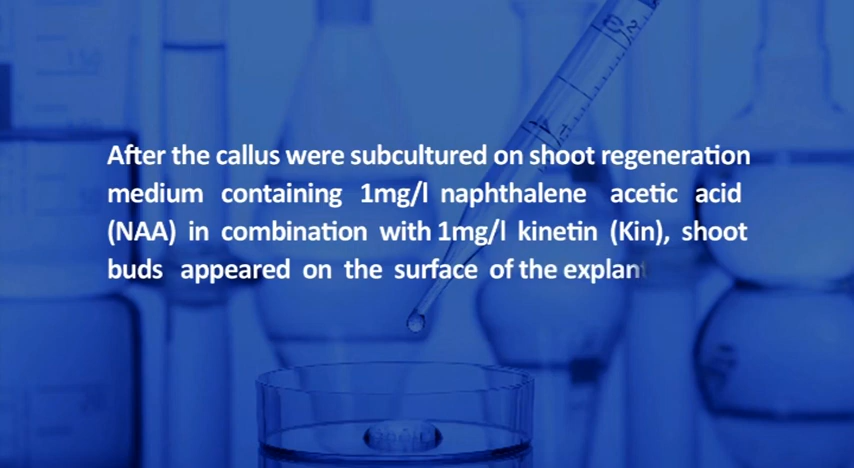 After the callus were subcultured on shoot regeneration
medium containing 1mg/l naphthalene acetic acid
(NAA) in combination with 1mg/l kinetin (Kin), shoot
buds appeared on the surface of the explant